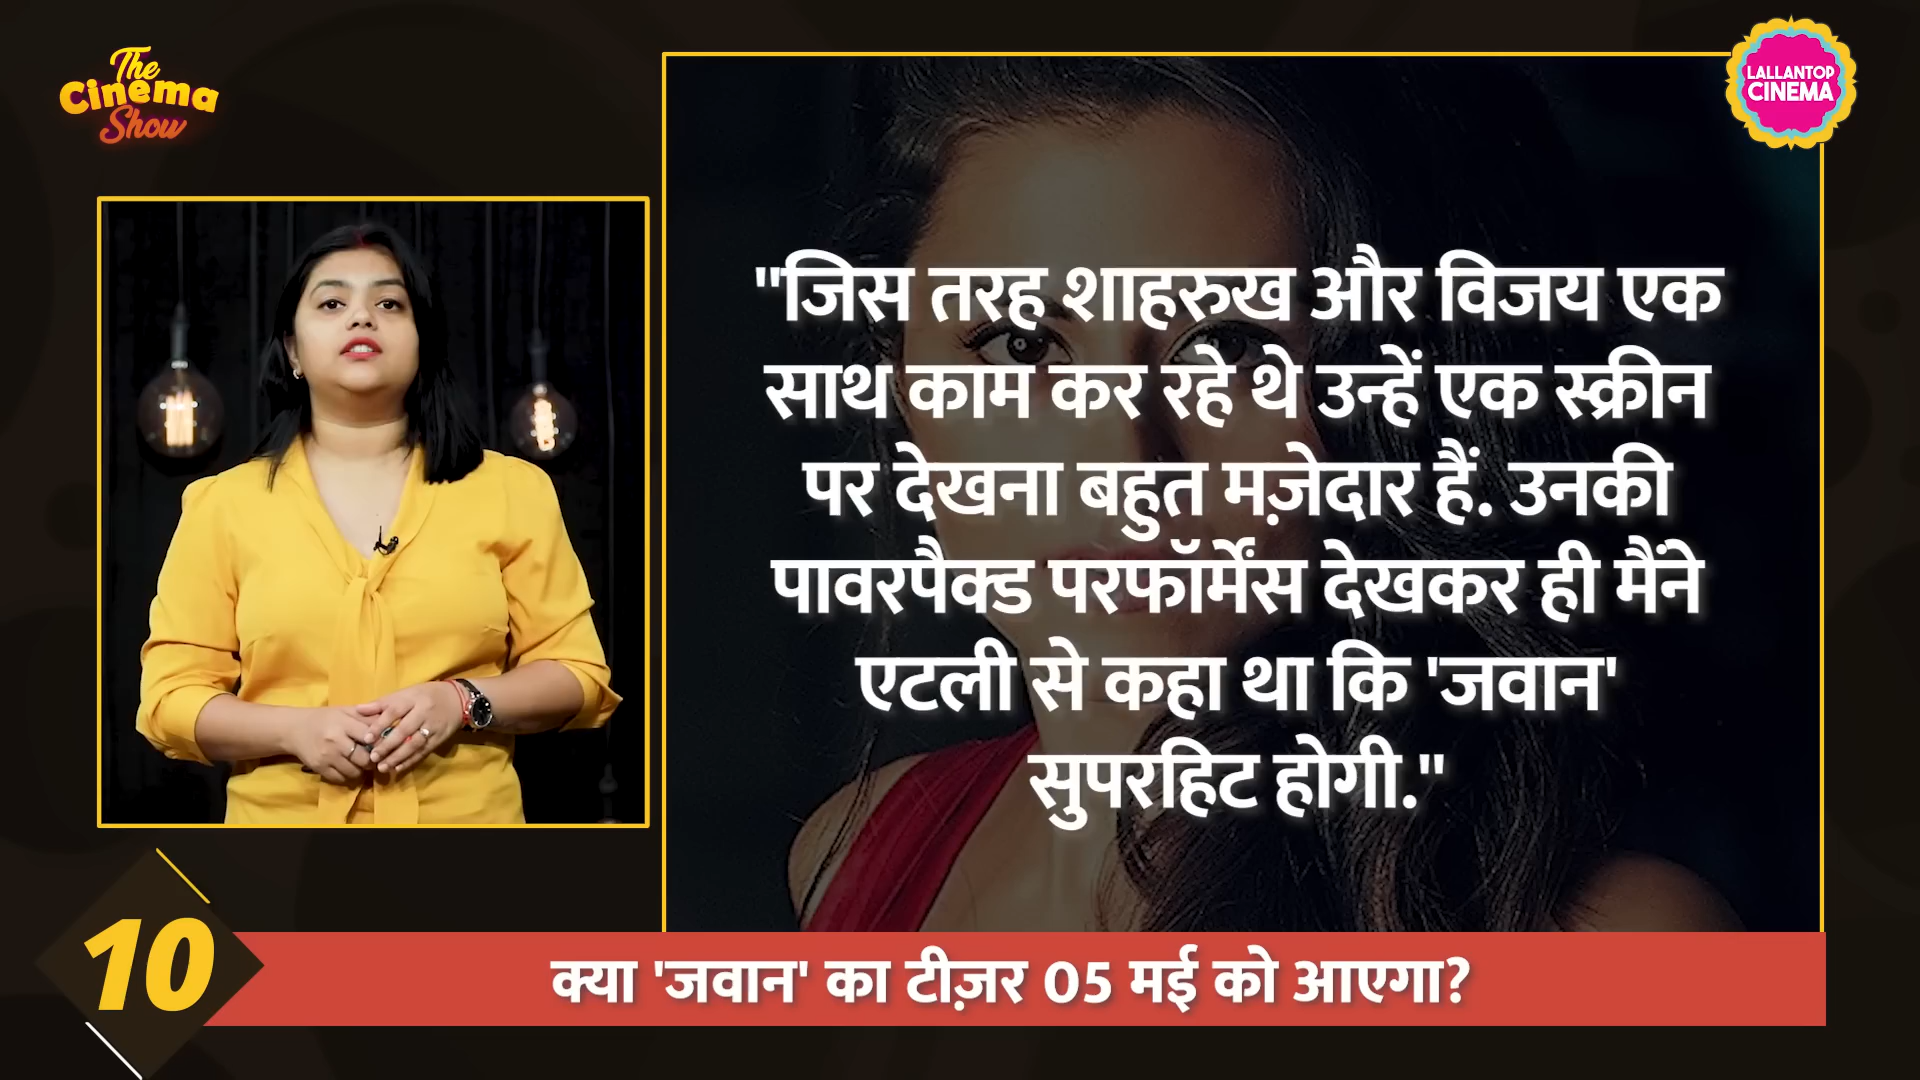 The
Cinema
Show
LALLANTOP
CINEMA
"जिस तरह शाहरुख और विजय एक
साथ काम कर रहे थे उन्हें एक स्क्रीन
पर देखना बहुत मज़ेदार हैं. उनकी
पावरपैक्ड परफॉर्मेंस देखकर ही मैंने
एटली से कहा था कि 'जवान'
सुपरहिट होगी."
10
क्या 'जवान' का टीज़र 05 मई को आएगा?